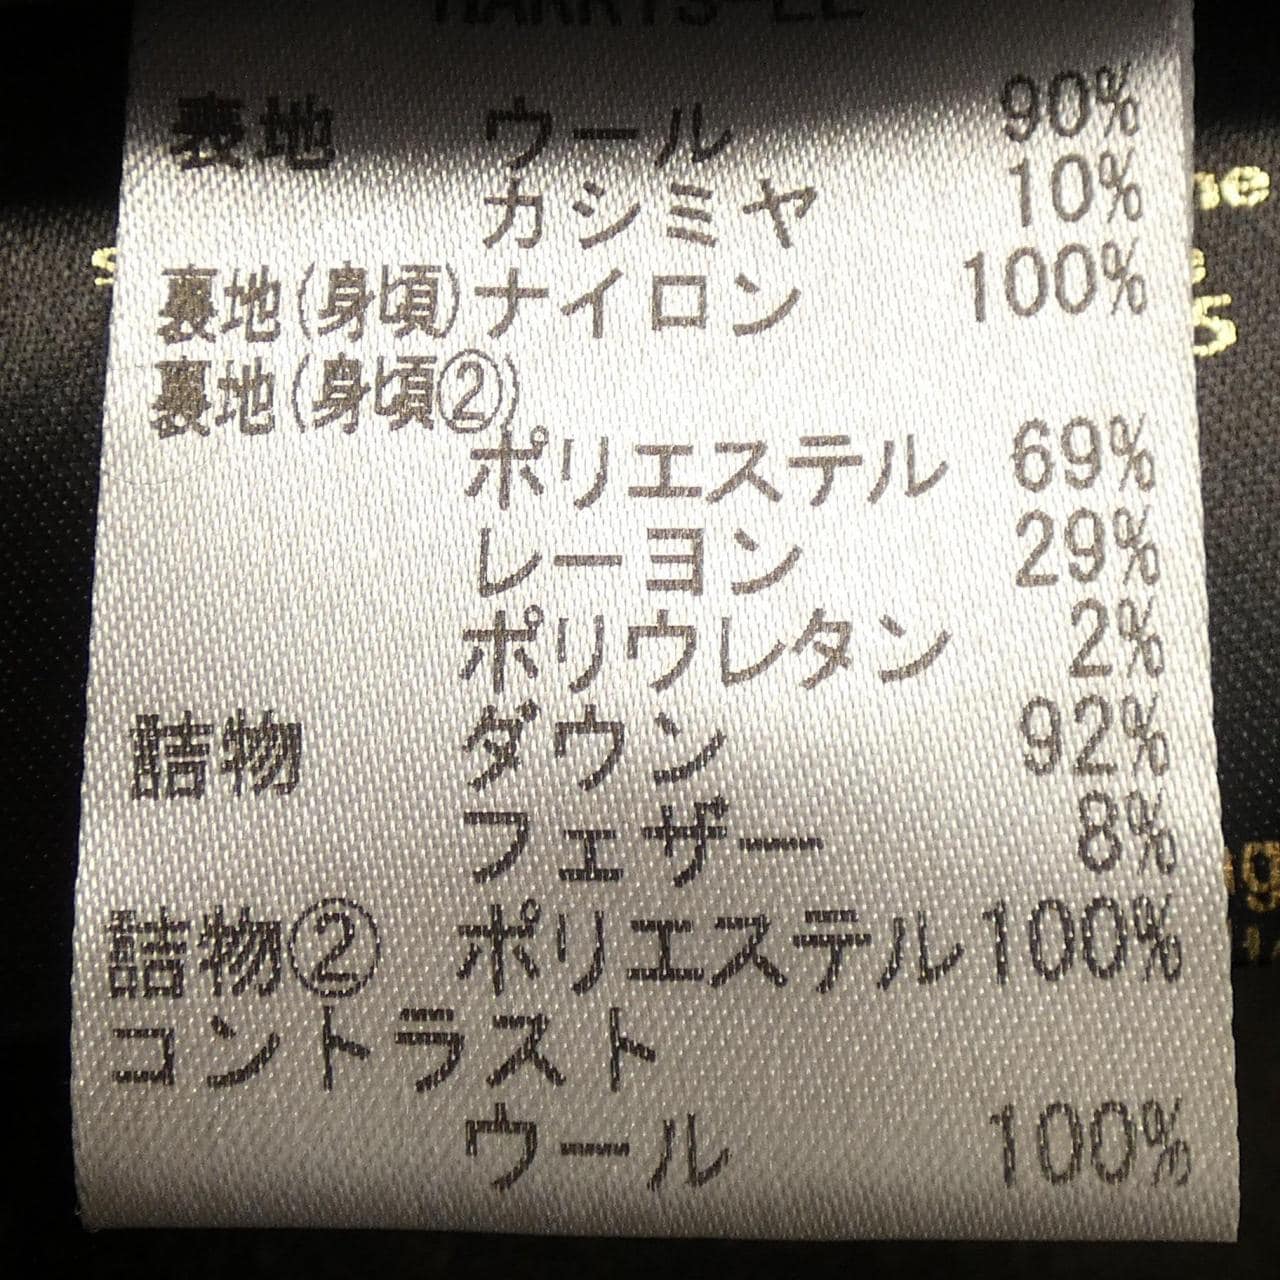 表地 ウール 90%
カシミヤ 10%
裏地(身頃)ナイロン 100%
裏地(身頃②)
ポリエステル 69%
レーヨン 29%
ポリウレタン 2%
詰物 ダウン 92%
フェザー 8%
詰物② ポリエステル100%
コントラスト
ウール 100%